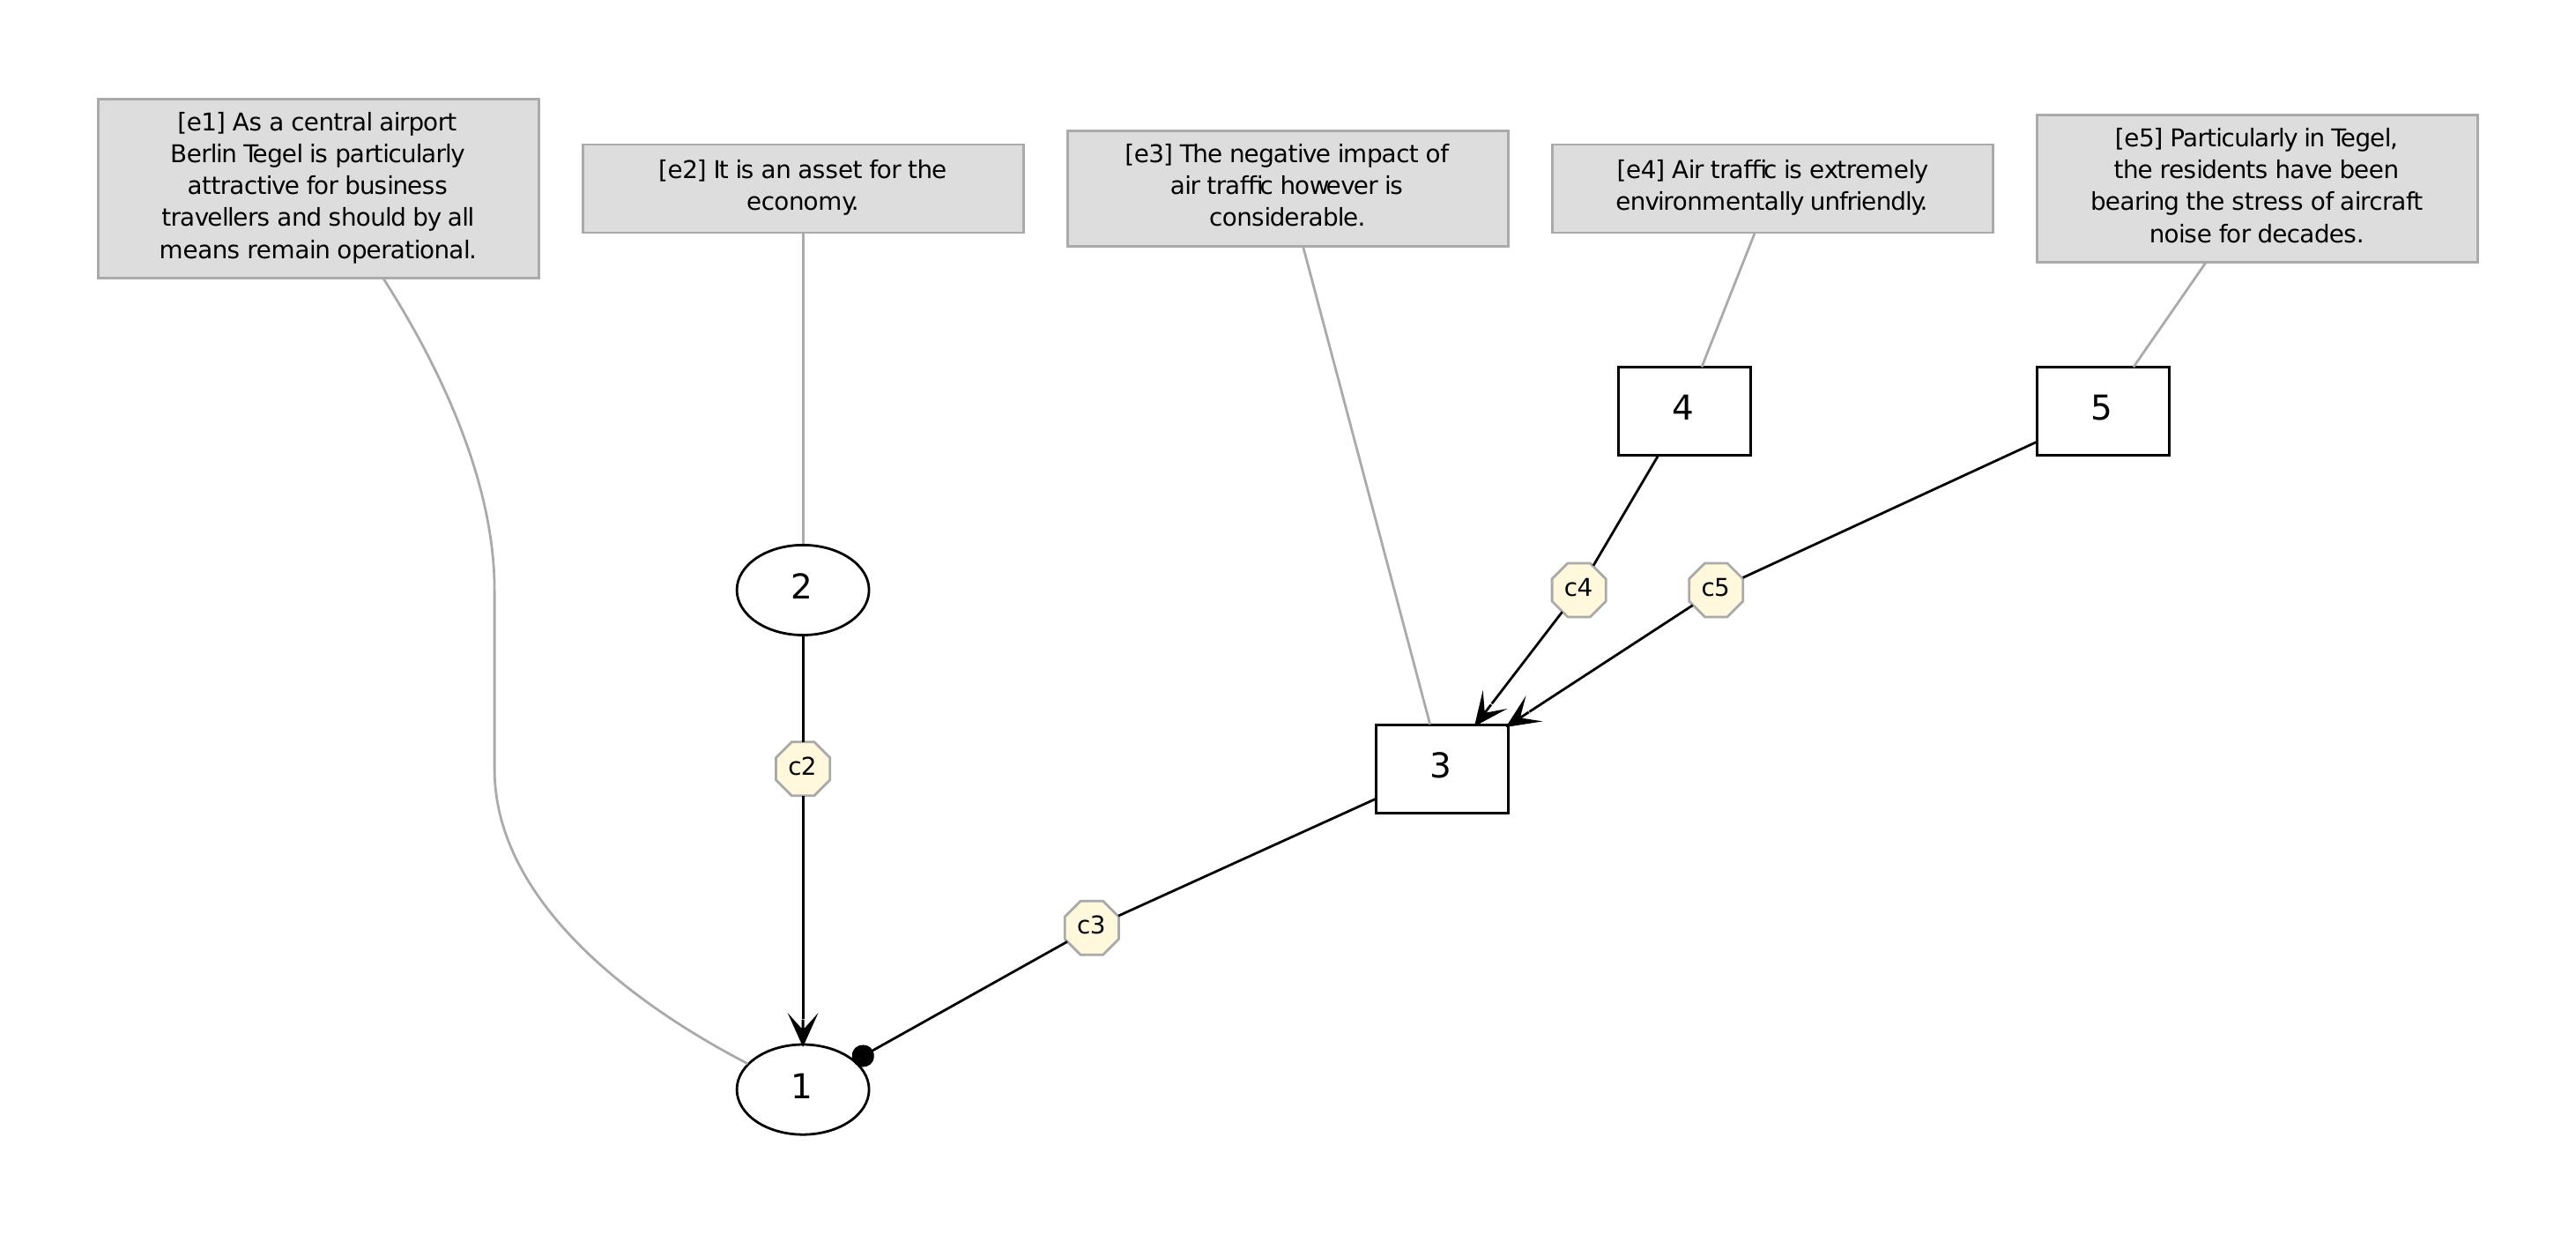 [e1] As a central airport
Berlin Tegel is particularly
attractive for business
travellers and should by all
means remain operational.
[e2] It is an asset for the
economy.
[e3] The negative impact of
air traffic however is
considerable.
[e4] Air traffic is extremely
environmentally unfriendly.
[e5] Particularly in Tegel,
the residents have been
bearing the stress of aircraft
noise for decades.
4
5
2
c4
c5
c2
3
c3
1